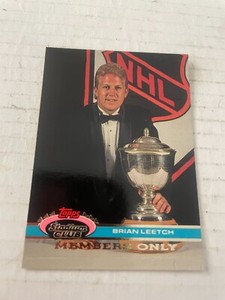 NHL
Topps
Stadium
CLUB
BRIAN LEETCH
MEMBERS ONLY